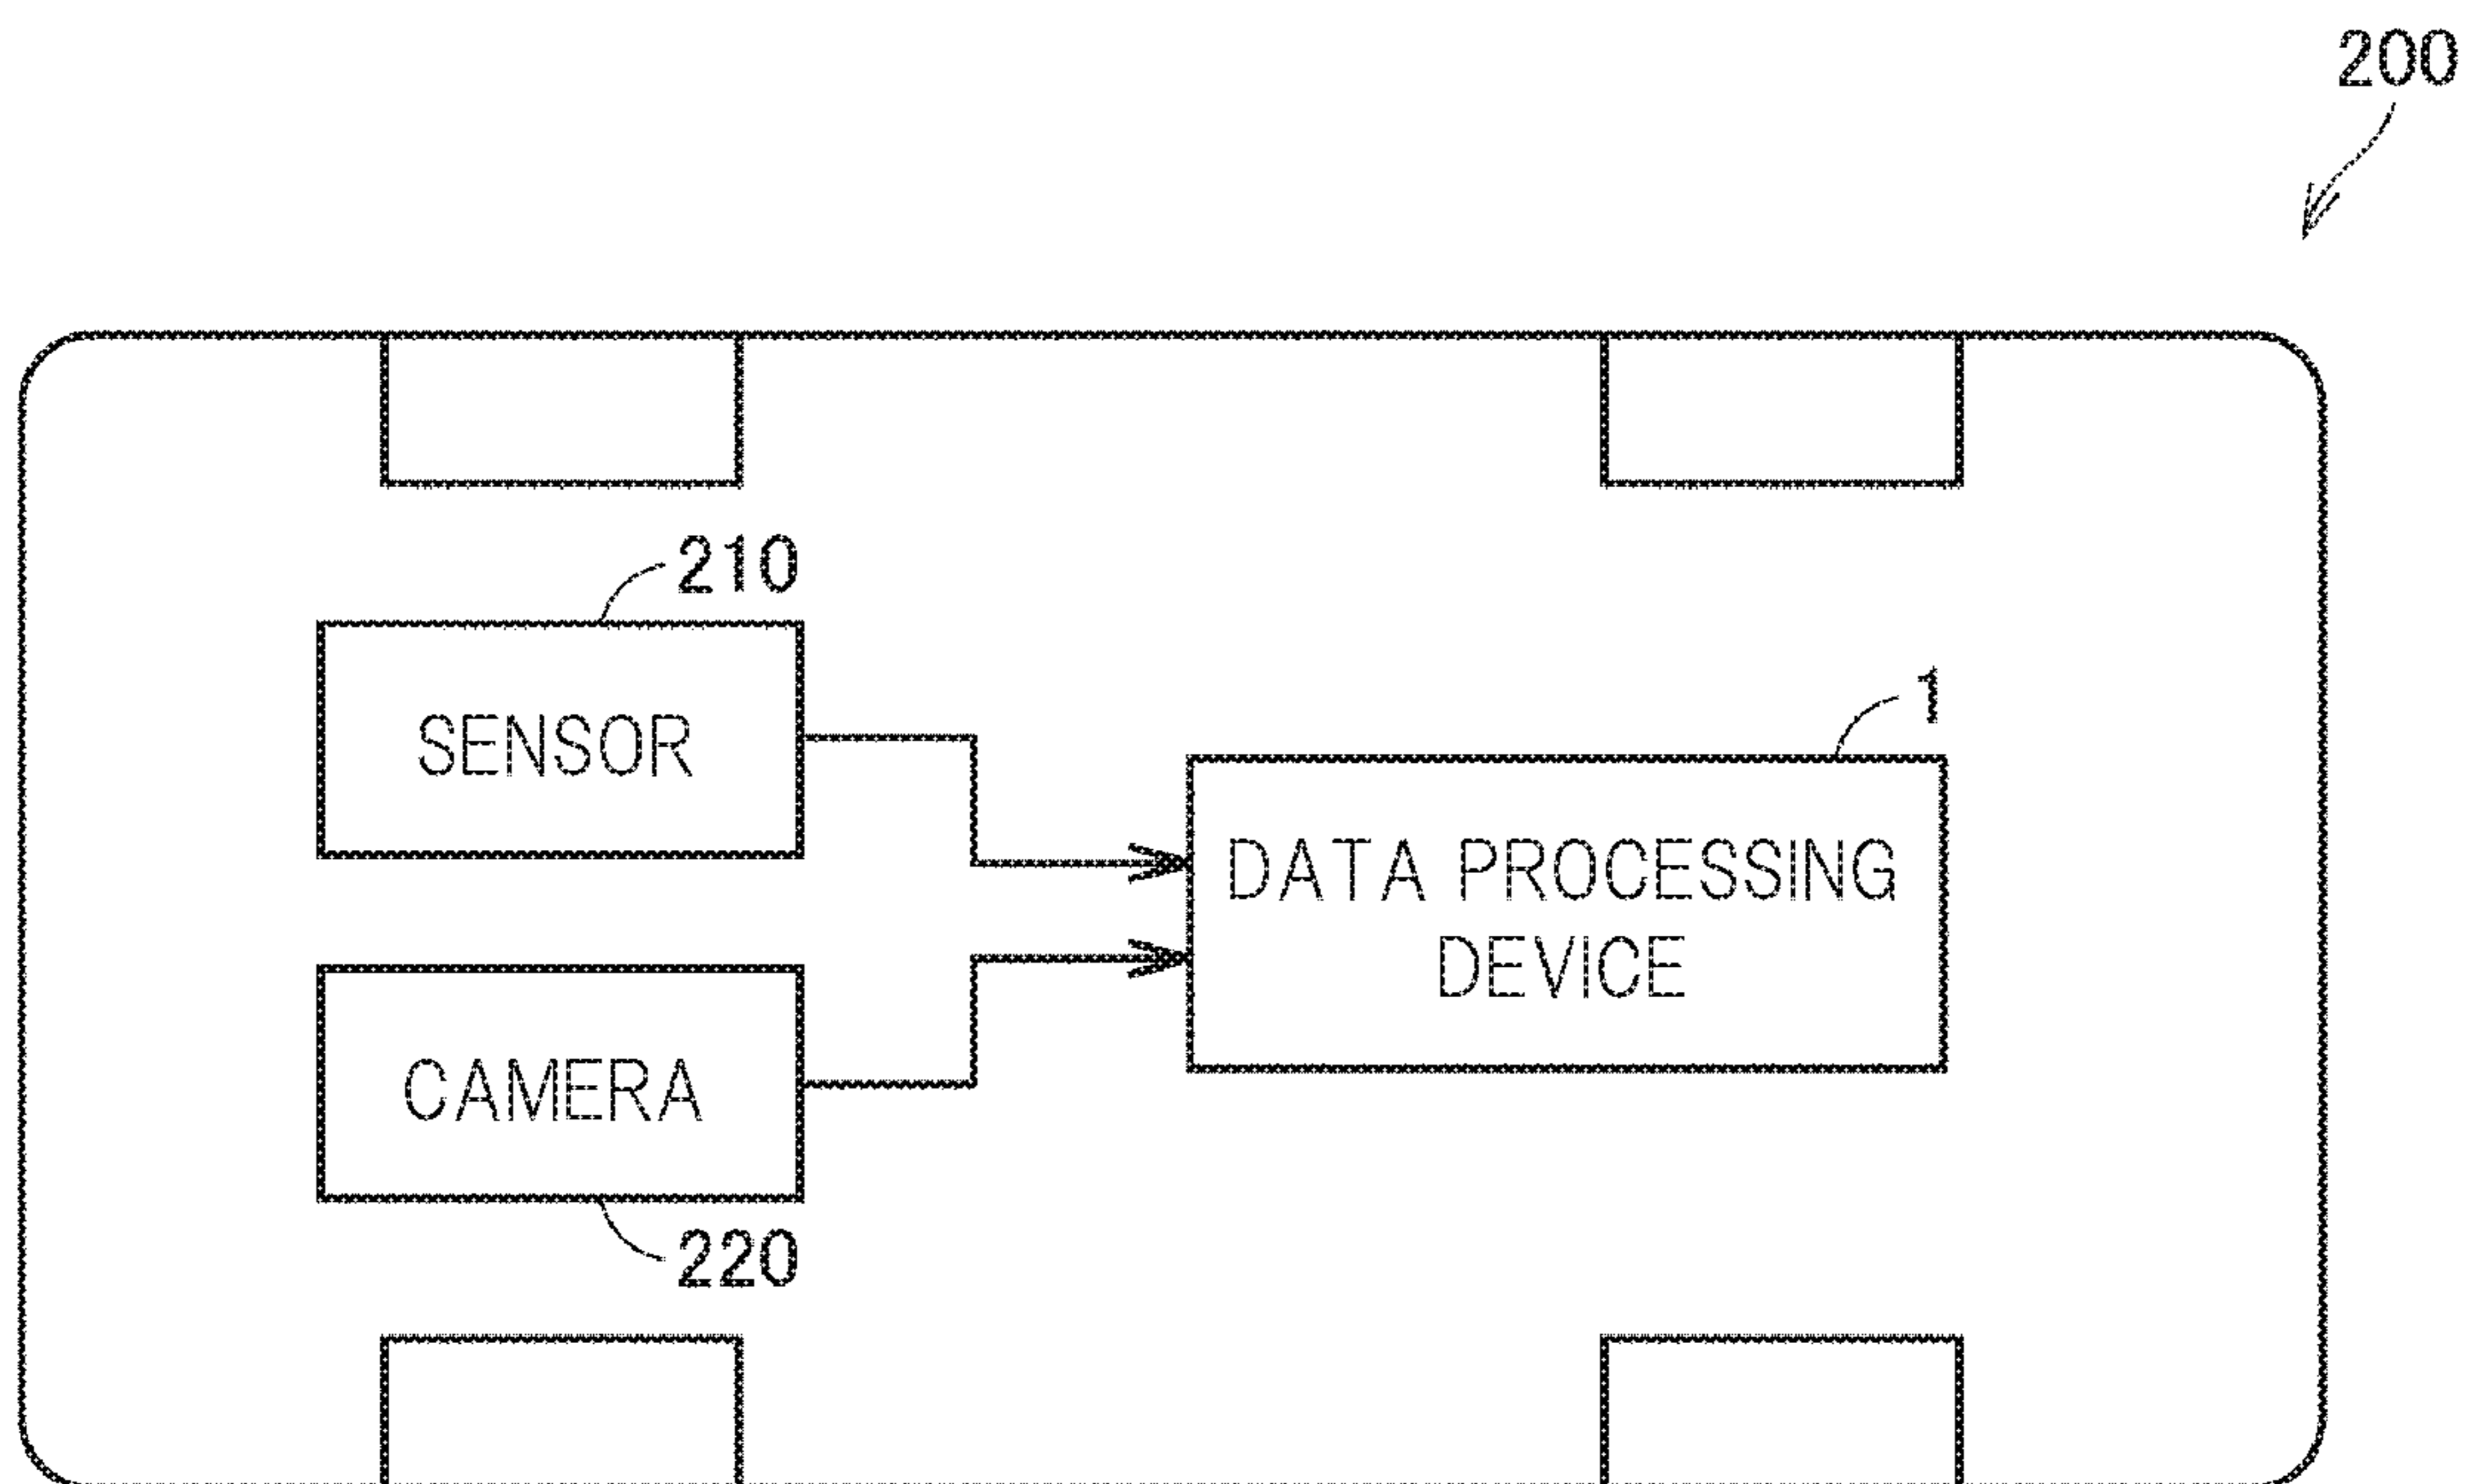 200
210
SENSOR
1
DATA PROCESSING
DEVICE
CAMERA
220